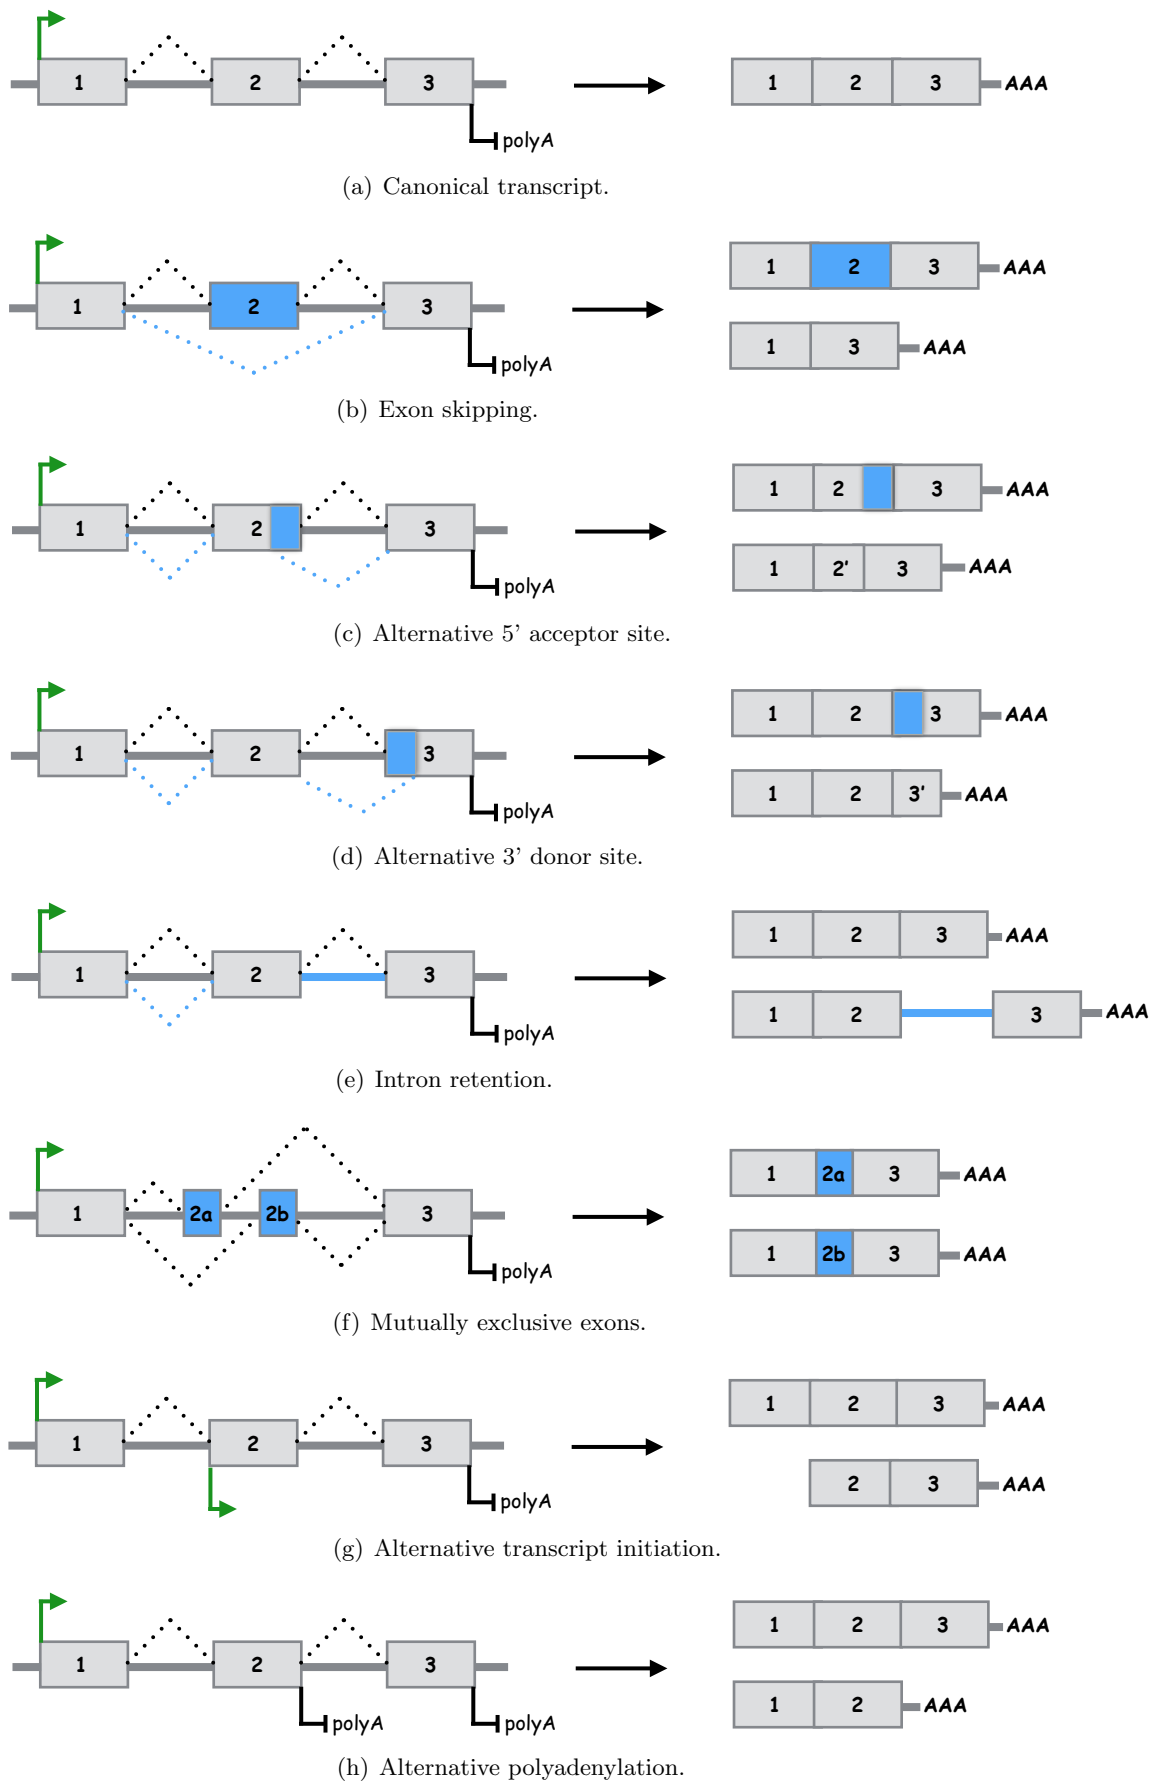 1 2 3 1 2 3 AAA
polyA
(a) Canonical transcript.
1 2 3 AAA
1 2 3
1 3 AAA
polyA
(b) Exon skipping.
1 2 3 AAA
1 2 3
1 2' 3 AAA
polyA
(c) Alternative 5' acceptor site.
1 2 3 AAA
1 2 3
1 2 3' AAA
polyA
(d) Alternative 3' donor site.
1 2 3 AAA
1 2 3
1 2 3 AAA
polyA
(e) Intron retention.
1 2a 3 AAA
1 2a 2b 3
1 2b 3 AAA
polyA
(f) Mutually exclusive exons.
1 2 3 AAA
1 2 3
2 3 AAA
polyA
(g) Alternative transcript initiation.
1 2 3 AAA
1 2 3
1 2 AAA
polyA polyA
(h) Alternative polyadenylation.